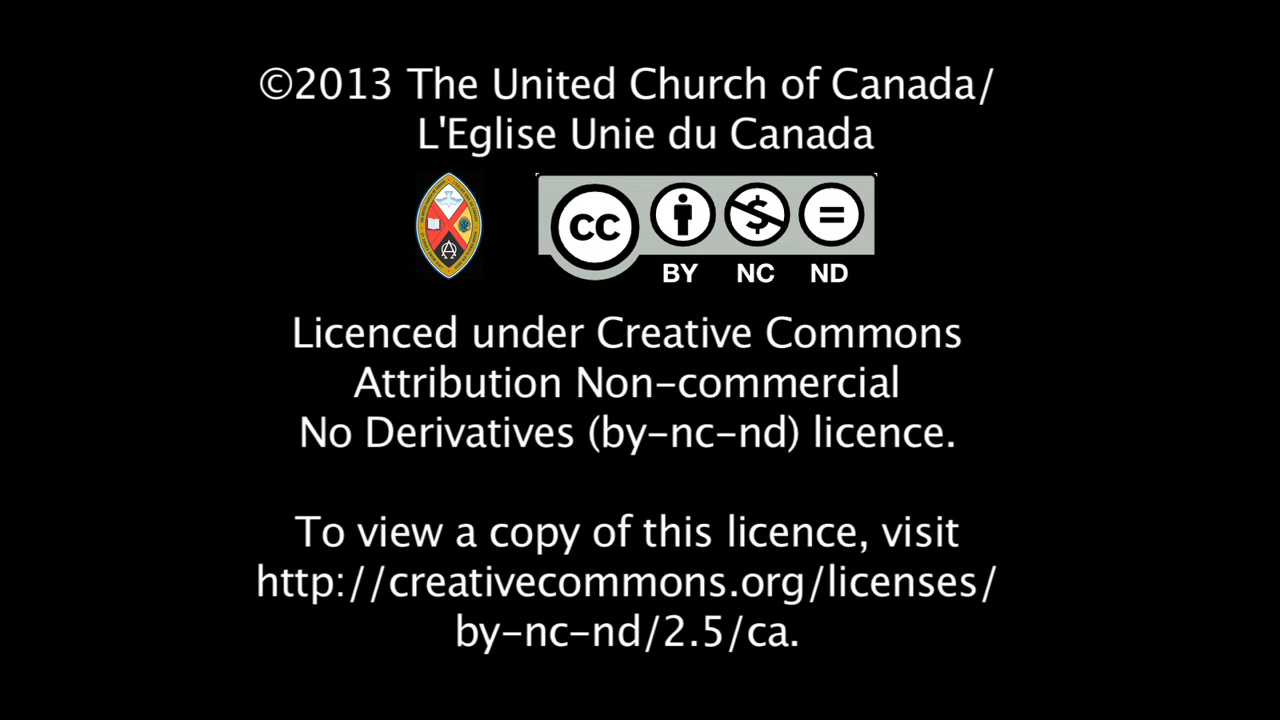 ©2013 The United Church of Canada/
L'Eglise Unie du Canada
cc
BY NC ND
Licenced under Creative Commons
Attribution Non-commercial
No Derivatives (by-nc-nd) licence.
To view a copy of this licence, visit
http://creativecommons.org/licenses/
by-nc-nd/2.5/ca.